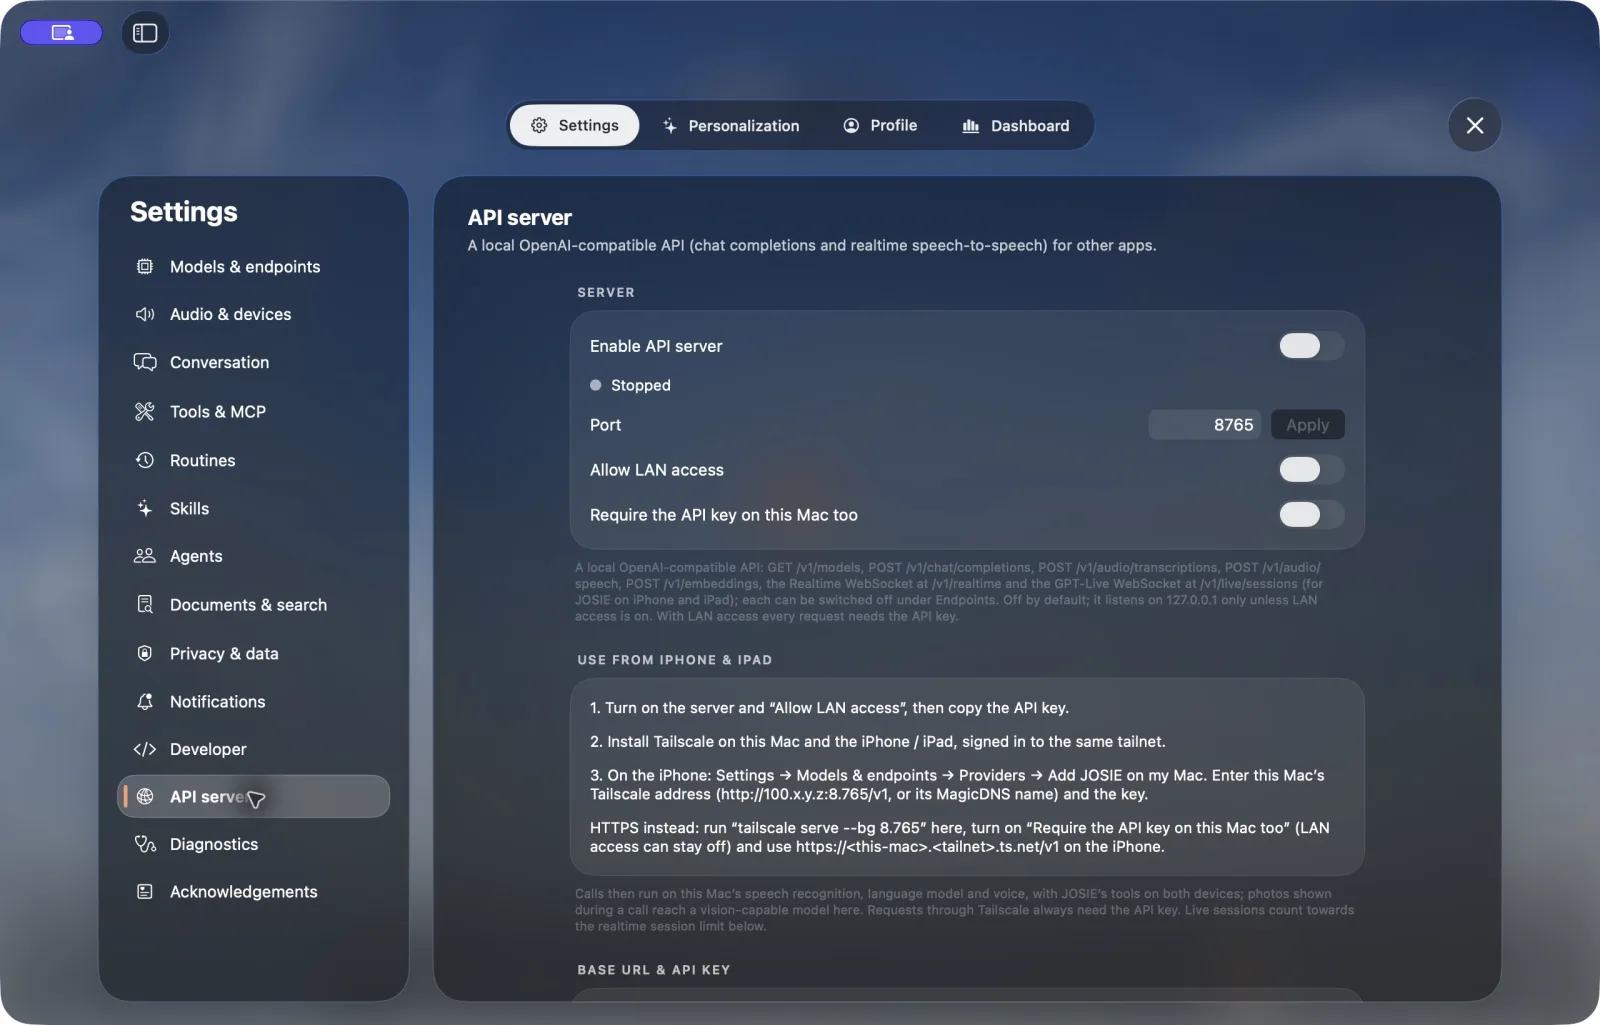 Settings
Personalization
Profile
Dashboard
Settings
Models & endpoints
Audio & devices
Conversation
Tools & MCP
Routines
Skills
Agents
Documents & search
Privacy & data
Notifications
Developer
API server
Diagnostics
Acknowledgements
API server
A local OpenAI-compatible API (chat completions and realtime speech-to-speech) for other apps.
SERVER
Enable API server
Stopped
Port
8765
Apply
Allow LAN access
Require the API key on this Mac too
A local OpenAI-compatible API: GET /v1/models, POST /v1/chat/completions, POST /v1/audio/transcriptions, POST /v1/audio/
speech, POST /v1/embeddings, the Realtime WebSocket at /v1/realtime and the GPT-Live WebSocket at /v1/live/sessions (for
JOSIE on iPhone and iPad); each can be switched off under Endpoints. Off by default; it listens on 127.0.0.1 only unless LAN
access is on. With LAN access every request needs the API key.
USE FROM IPHONE & IPAD
1. Turn on the server and “Allow LAN access”, then copy the API key.
2. Install Tailscale on this Mac and the iPhone / iPad, signed in to the same tailnet.
3. On the iPhone: Settings → Models & endpoints → Providers → Add JOSIE on my Mac. Enter this Mac’s
Tailscale address (http://100.x.y.z:8.765/v1, or its MagicDNS name) and the key.
HTTPS instead: run “tailscale serve --bg 8.765” here, turn on “Require the API key on this Mac too” (LAN
access can stay off) and use https://<this-mac>.<tailnet>.ts.net/v1 on the iPhone.
Calls then run on this Mac’s speech recognition, language model and voice, with JOSIE’s tools on both devices; photos shown
during a call reach a vision-capable model here. Requests through Tailscale always need the API key. Live sessions count towards
the realtime session limit below.
BASE URL & API KEY